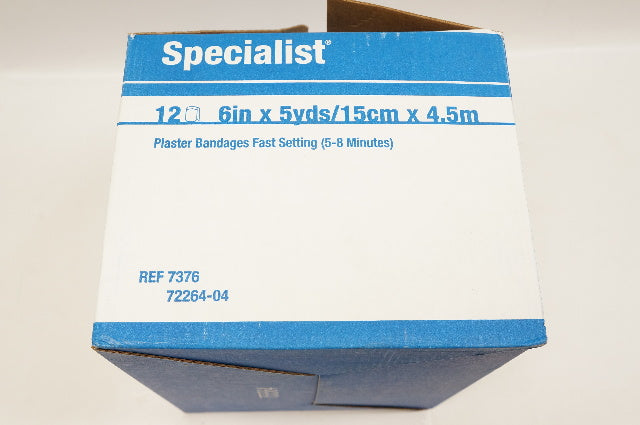 Specialist®
12 6in x 5yds/15cm x 4.5m
Plaster Bandages Fast Setting (5-8 Minutes)
REF 7376
72264-04